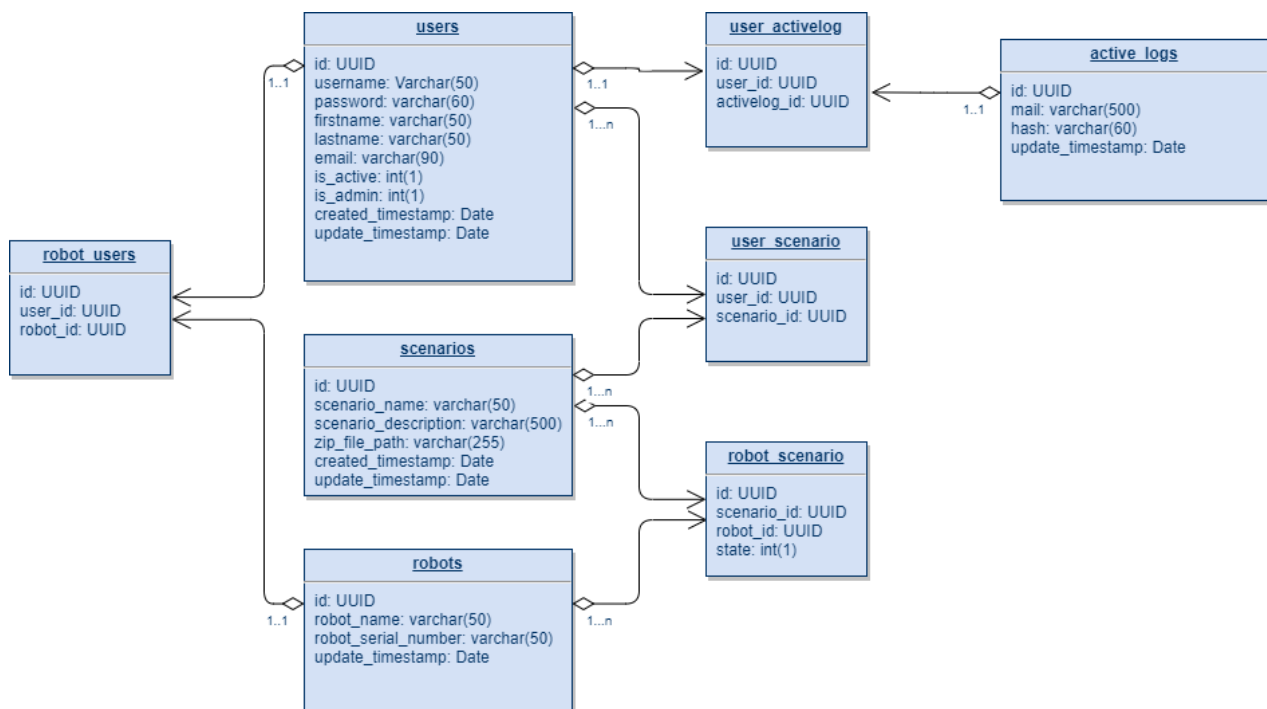 users
id: UUID
username: Varchar(50)
password: varchar(60)
firstname: varchar(50)
lastname: varchar(50)
email: varchar(90)
is_active: int(1)
is_admin: int(1)
created_timestamp: Date
update_timestamp: Date
1..1
1..1
1...n
user_activelog
id: UUID
user_id: UUID
activelog_id: UUID
active_logs
id: UUID
mail: varchar(500)
hash: varchar(60)
update_timestamp: Date
1..1
robot_users
id: UUID
user_id: UUID
robot_id: UUID
user_scenario
id: UUID
user_id: UUID
scenario_id: UUID
scenarios
id: UUID
scenario_name: varchar(50)
scenario_description: varchar(500)
zip_file_path: varchar(255)
created_timestamp: Date
update_timestamp: Date
1...n
1...n
robot_scenario
id: UUID
scenario_id: UUID
robot_id: UUID
state: int(1)
robots
id: UUID
robot_name: varchar(50)
robot_serial_number: varchar(50)
update_timestamp: Date
1..1
1...n